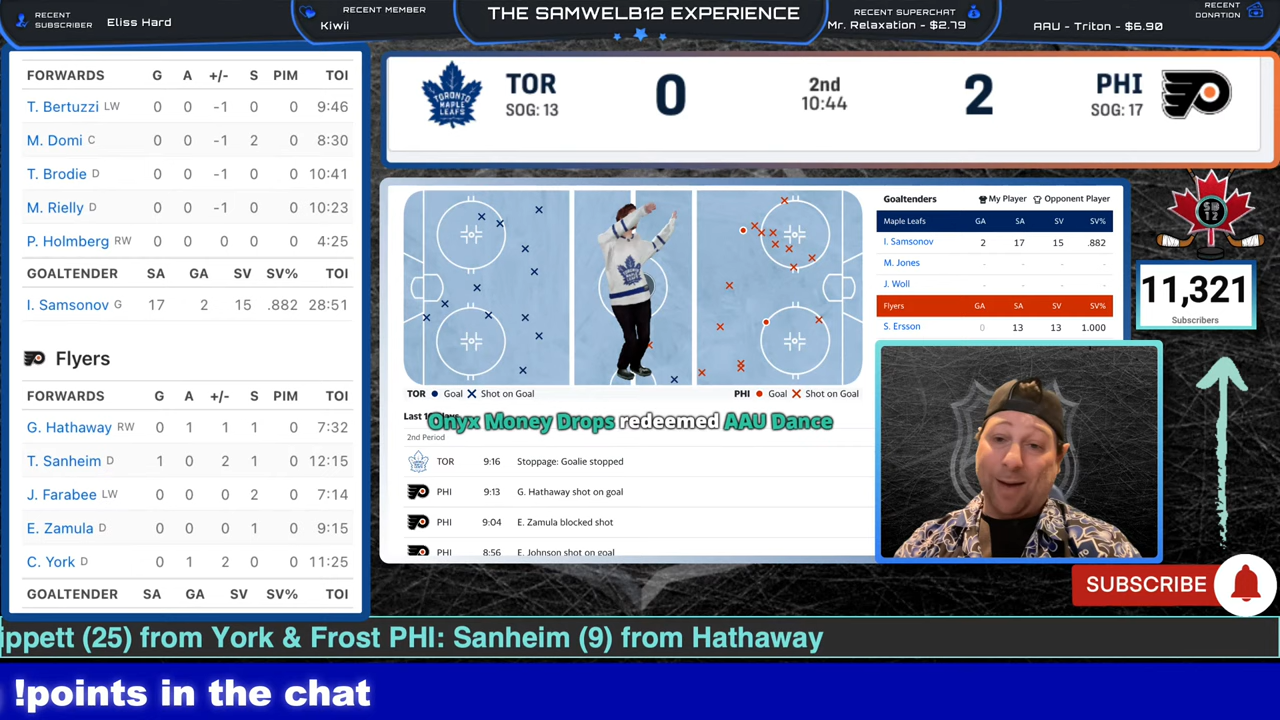 RECENT SUBSCRIBER Eliss Hard
RECENT MEMBER
Kiwii
THE SAMWELB12 EXPERIENCE
RECENT SUPERCHAT
Mr. Relaxation - $2.79
RECENT DONATION
AAU - Triton - $6.90
FORWARDS G A +/- S PIM TOI
T. Bertuzzi LW 0 0 -1 0 0 9:46
M. Domi C 0 0 -1 2 0 8:30
T. Brodie D 0 0 -1 0 0 10:41
M. Rielly D 0 0 -1 0 0 10:23
P. Holmberg RW 0 0 0 0 0 4:25
GOALTENDER SA GA SV SV% TOI
I. Samsonov G 17 2 15 .882 28:51
Flyers
FORWARDS G A +/- S PIM TOI
G. Hathaway RW 0 1 1 1 0 7:32
T. Sanheim D 1 0 2 1 0 12:15
J. Farabee LW 0 0 0 2 0 7:14
E. Zamula D 0 0 0 1 0 9:15
C. York D 0 1 2 0 0 11:25
GOALTENDER SA GA SV SV% TOI
TORONTO MAPLE LEAFS
TOR
SOG: 13
0
2nd
10:44
2
PHI
SOG: 17
TOR Goal Shot on Goal
PHI Goal Shot on Goal
Onyx Money Drops redeemed AAU Dance
2nd Period
TOR 9:16 Stoppage: Goalie stopped
PHI 9:13 G. Hathaway shot on goal
PHI 9:04 E. Zamula blocked shot
PHI 8:56 E. Johnson shot on goal
Goaltenders My Player Opponent Player
Maple Leafs GA SA SV SV%
I. Samsonov 2 17 15 .882
M. Jones - - - -
J. Woll - - - -
Flyers GA SA SV SV%
S. Ersson 0 13 13 1.000
SB
12
11,321
Subscribers
SUBSCRIBE
ippett (25) from York & Frost PHI: Sanheim (9) from Hathaway
!points in the chat